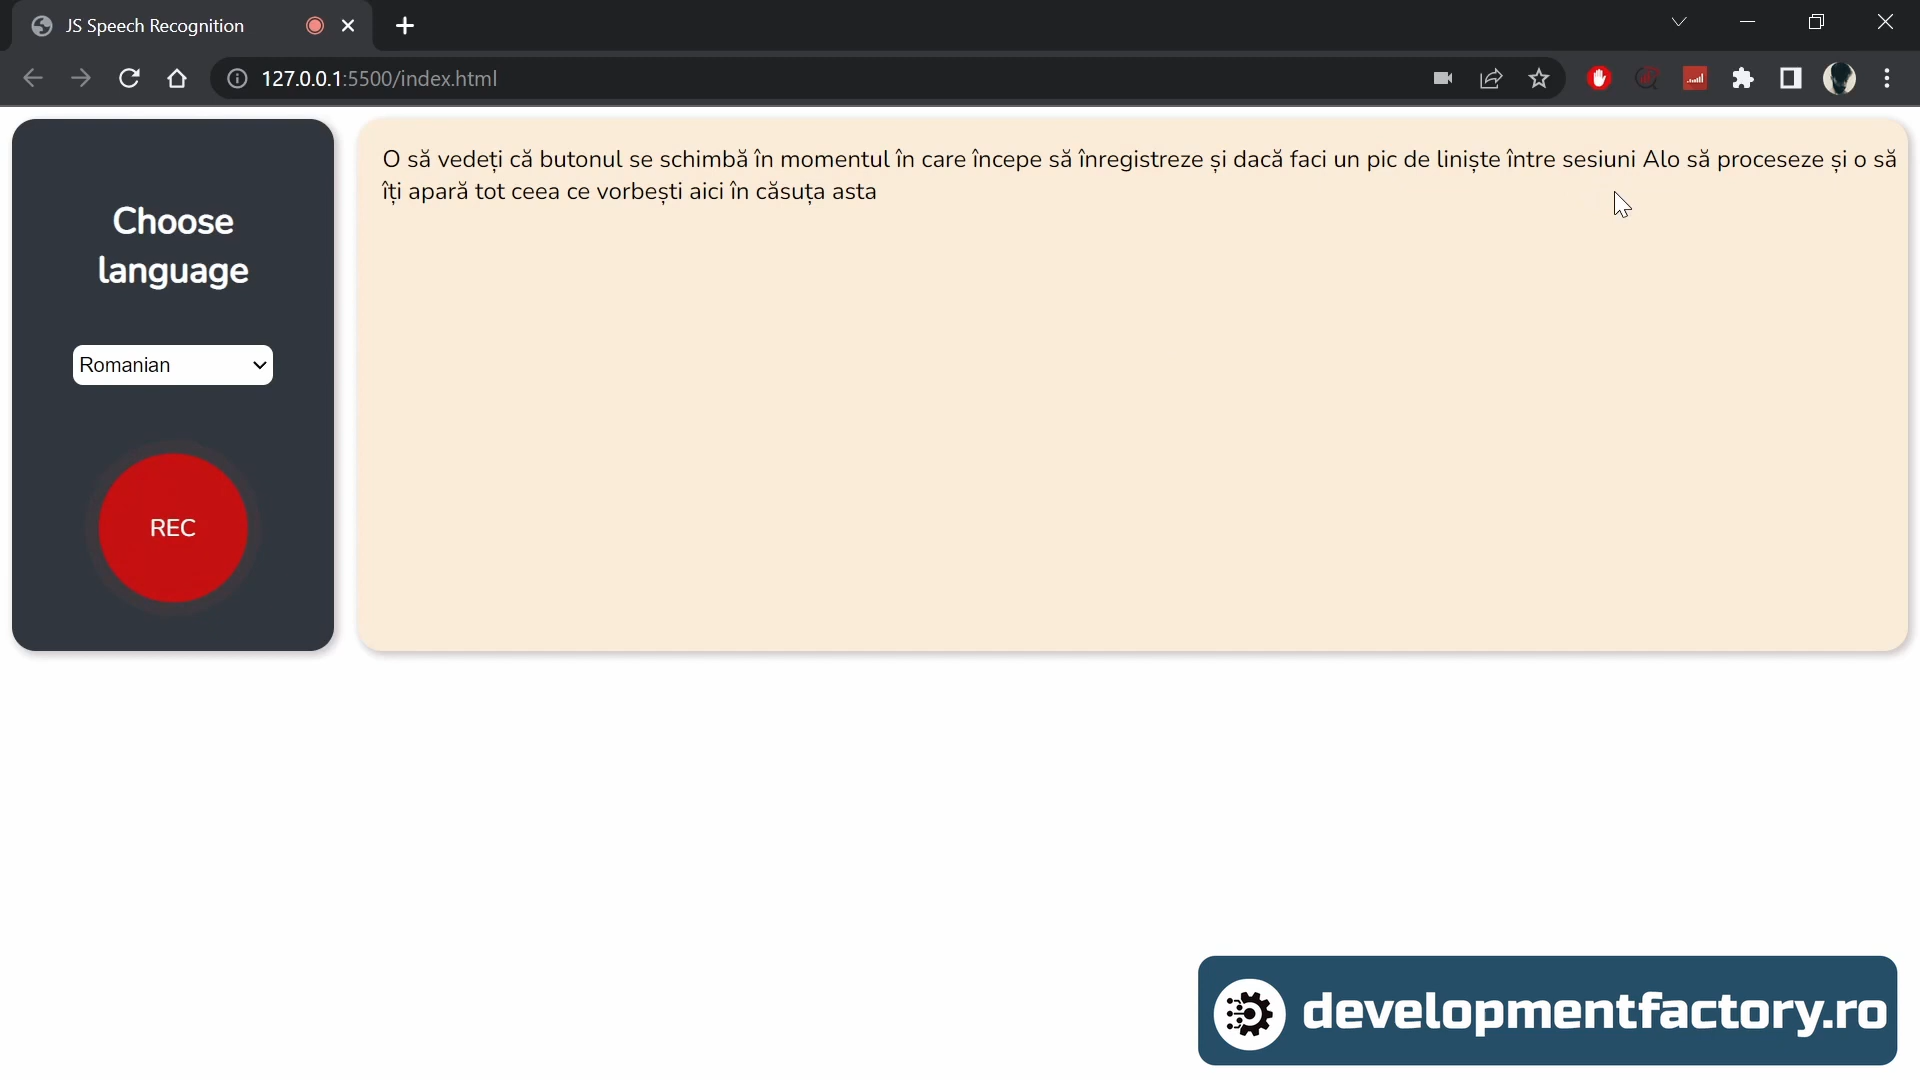 JS Speech Recognition
127.0.0.1:5500/index.html
Choose
language
Romanian
REC
O să vedeți că butonul se schimbă în momentul în care începe să înregistreze și dacă faci un pic de liniște între sesiuni Alo să proceseze și o să
îți apară tot ceea ce vorbești aici în căsuța asta
developmentfactory.ro